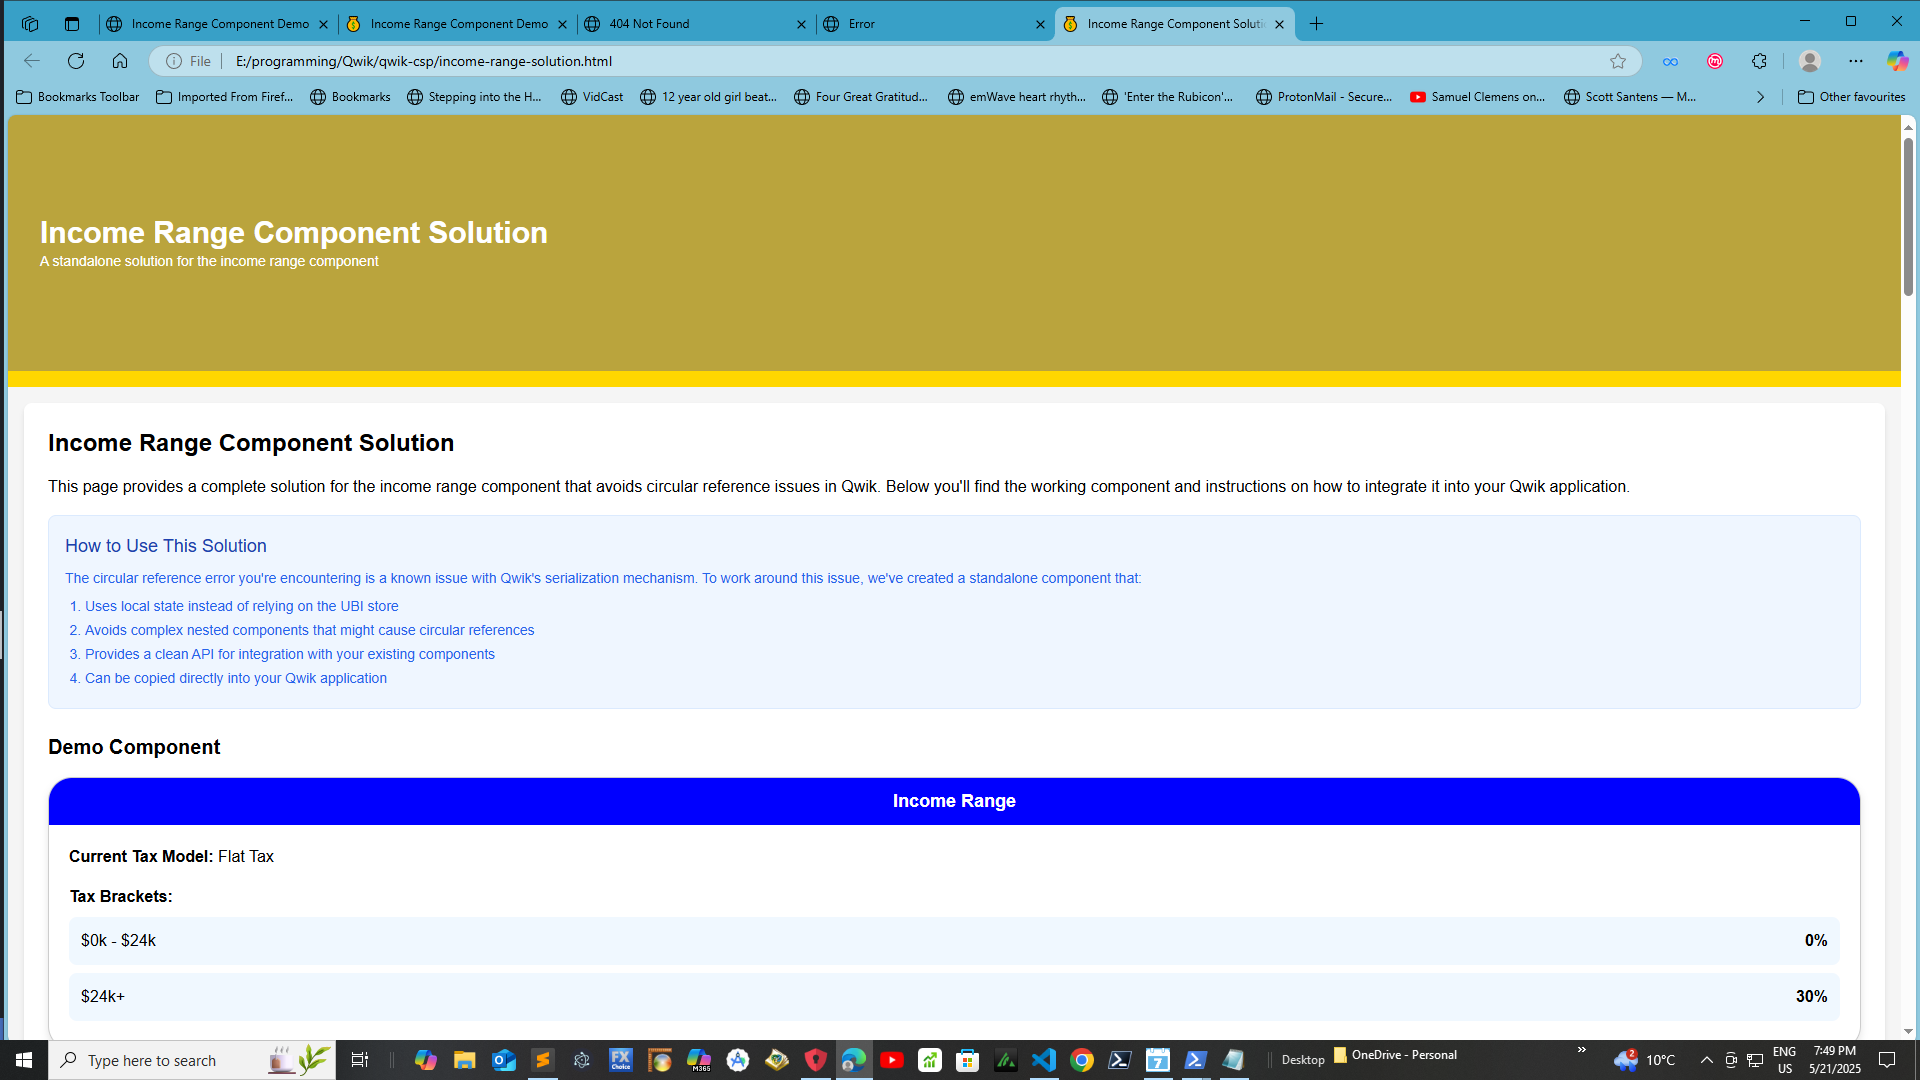 Income Range Component Demo
Income Range Component Demo
404 Not Found
Error
Income Range Component Soluti
File
E:/programming/Qwik/qwik-csp/income-range-solution.html
Bookmarks Toolbar
Imported From Firef...
Bookmarks
Stepping into the H...
VidCast
12 year old girl beat...
Four Great Gratitud...
emWave heart rhyth...
'Enter the Rubicon'...
ProtonMail - Secure...
Samuel Clemens on...
Scott Santens — M...
Other favourites
Income Range Component Solution
A standalone solution for the income range component
Income Range Component Solution
This page provides a complete solution for the income range component that avoids circular reference issues in Qwik. Below you'll find the working component and instructions on how to integrate it into your Qwik application.
How to Use This Solution
The circular reference error you're encountering is a known issue with Qwik's serialization mechanism. To work around this issue, we've created a standalone component that:
1. Uses local state instead of relying on the UBI store
2. Avoids complex nested components that might cause circular references
3. Provides a clean API for integration with your existing components
4. Can be copied directly into your Qwik application
Demo Component
Income Range
Current Tax Model: Flat Tax
Tax Brackets:
$0k - $24k 0%
$24k+ 30%
Type here to search
FX
Choice
M365
7
Desktop
OneDrive - Personal
2
10°C
ENG
US
7:49 PM
5/21/2025